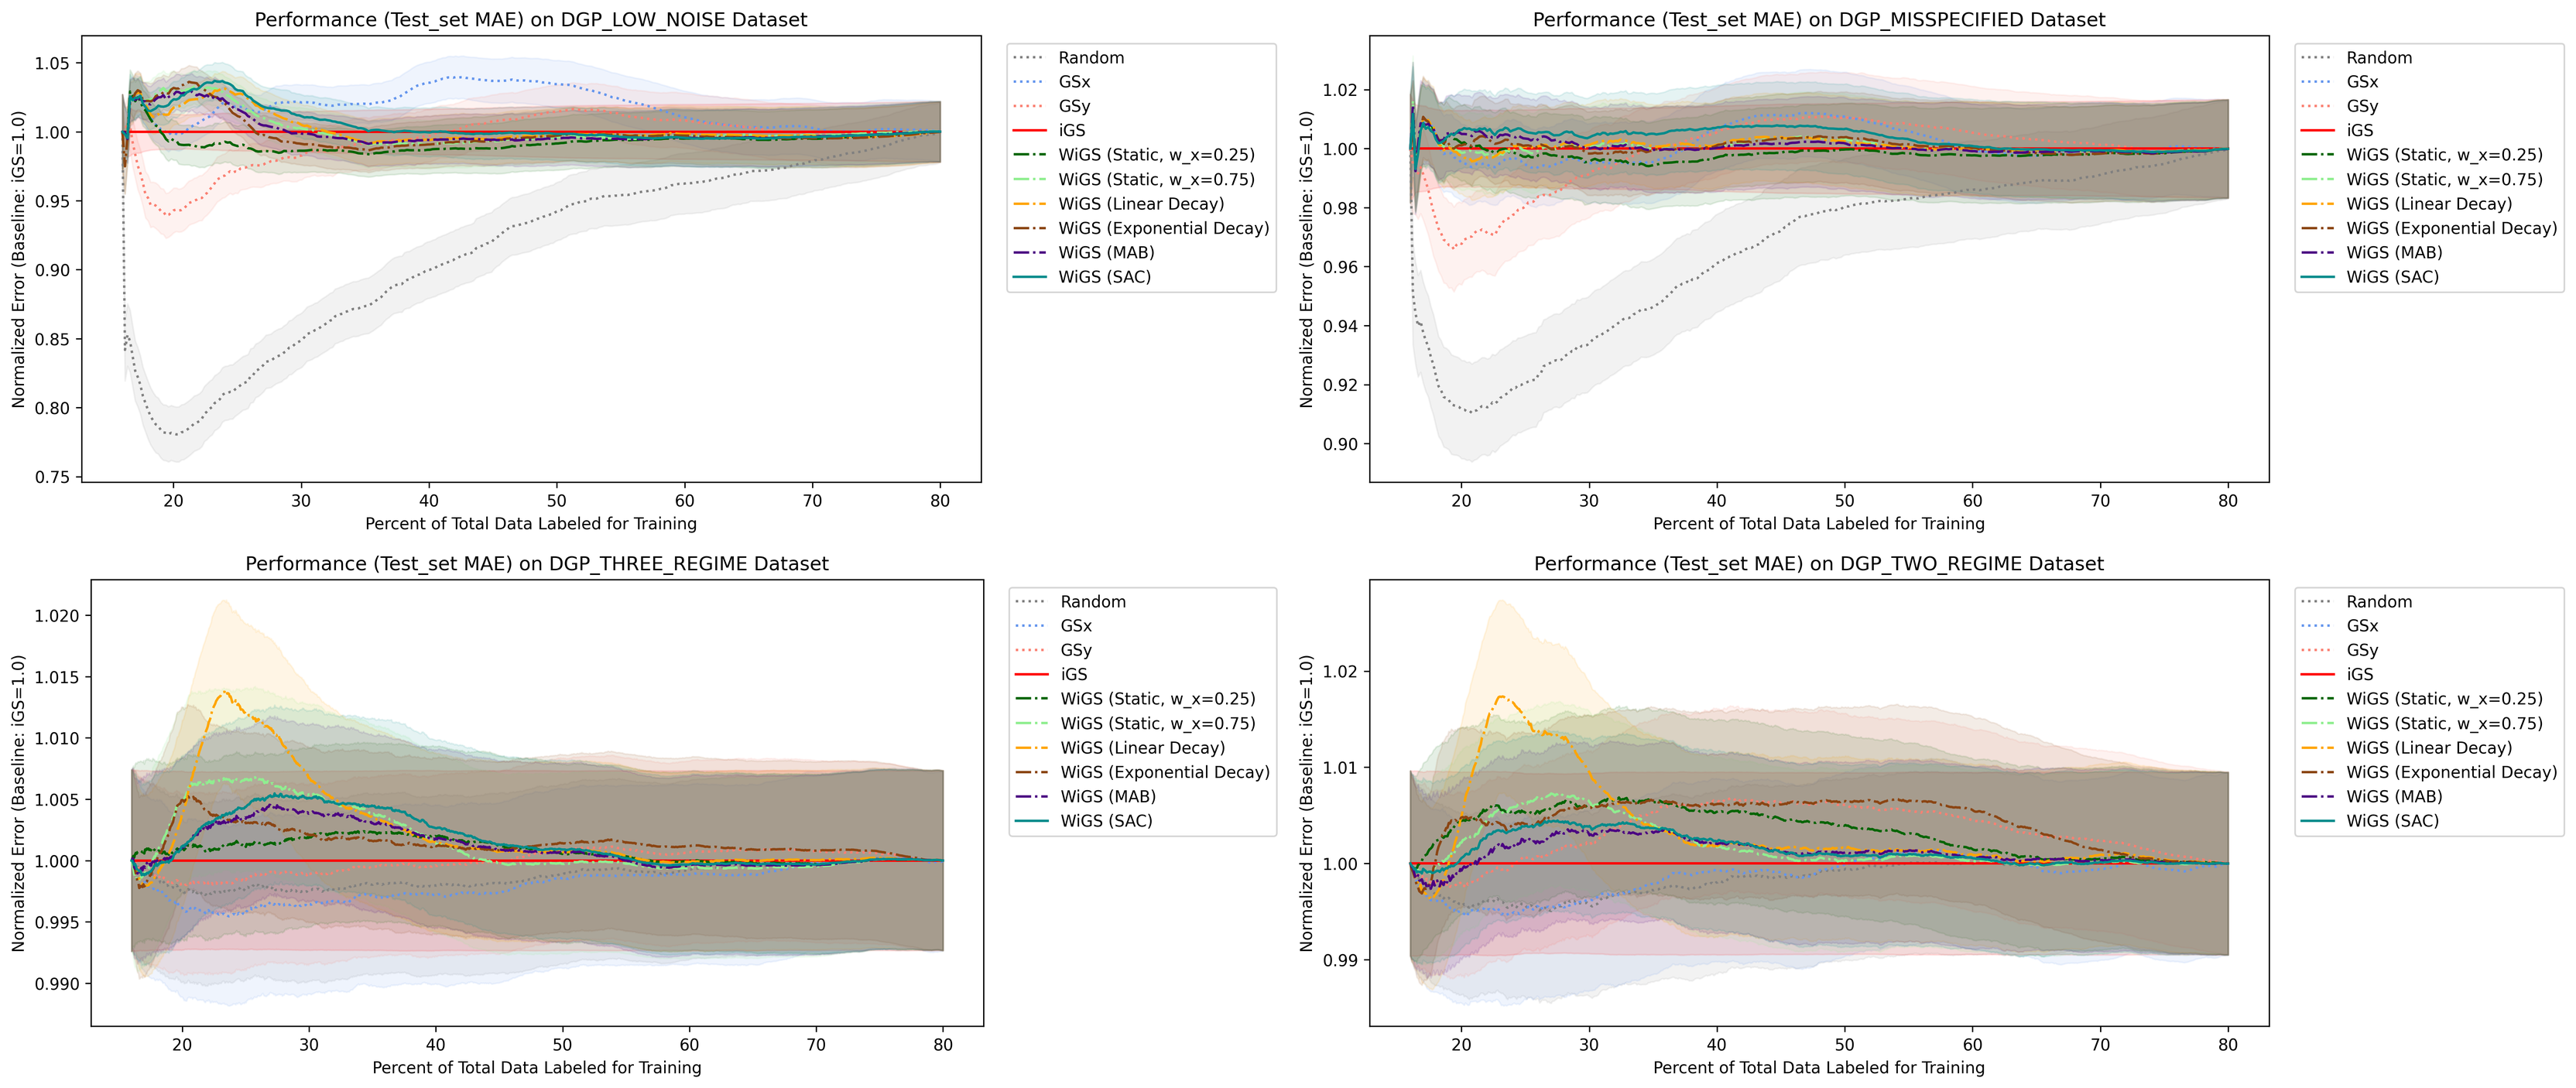 Performance (Test_set MAE) on DGP_LOW_NOISE Dataset
Normalized Error (Baseline: iGS=1.0)
1.05
1.00
0.95
0.90
0.85
0.80
0.75
20 30 40 50 60 70 80
Percent of Total Data Labeled for Training
Random
GSx
GSy
iGS
WiGS (Static, w_x=0.25)
WiGS (Static, w_x=0.75)
WiGS (Linear Decay)
WiGS (Exponential Decay)
WiGS (MAB)
WiGS (SAC)
Performance (Test_set MAE) on DGP_MISSPECIFIED Dataset
Normalized Error (Baseline: iGS=1.0)
1.02
1.00
0.98
0.96
0.94
0.92
0.90
20 30 40 50 60 70 80
Percent of Total Data Labeled for Training
Random
GSx
GSy
iGS
WiGS (Static, w_x=0.25)
WiGS (Static, w_x=0.75)
WiGS (Linear Decay)
WiGS (Exponential Decay)
WiGS (MAB)
WiGS (SAC)
Performance (Test_set MAE) on DGP_THREE_REGIME Dataset
Normalized Error (Baseline: iGS=1.0)
1.020
1.015
1.010
1.005
1.000
0.995
0.990
20 30 40 50 60 70 80
Percent of Total Data Labeled for Training
Random
GSx
GSy
iGS
WiGS (Static, w_x=0.25)
WiGS (Static, w_x=0.75)
WiGS (Linear Decay)
WiGS (Exponential Decay)
WiGS (MAB)
WiGS (SAC)
Performance (Test_set MAE) on DGP_TWO_REGIME Dataset
Normalized Error (Baseline: iGS=1.0)
1.02
1.01
1.00
0.99
20 30 40 50 60 70 80
Percent of Total Data Labeled for Training
Random
GSx
GSy
iGS
WiGS (Static, w_x=0.25)
WiGS (Static, w_x=0.75)
WiGS (Linear Decay)
WiGS (Exponential Decay)
WiGS (MAB)
WiGS (SAC)